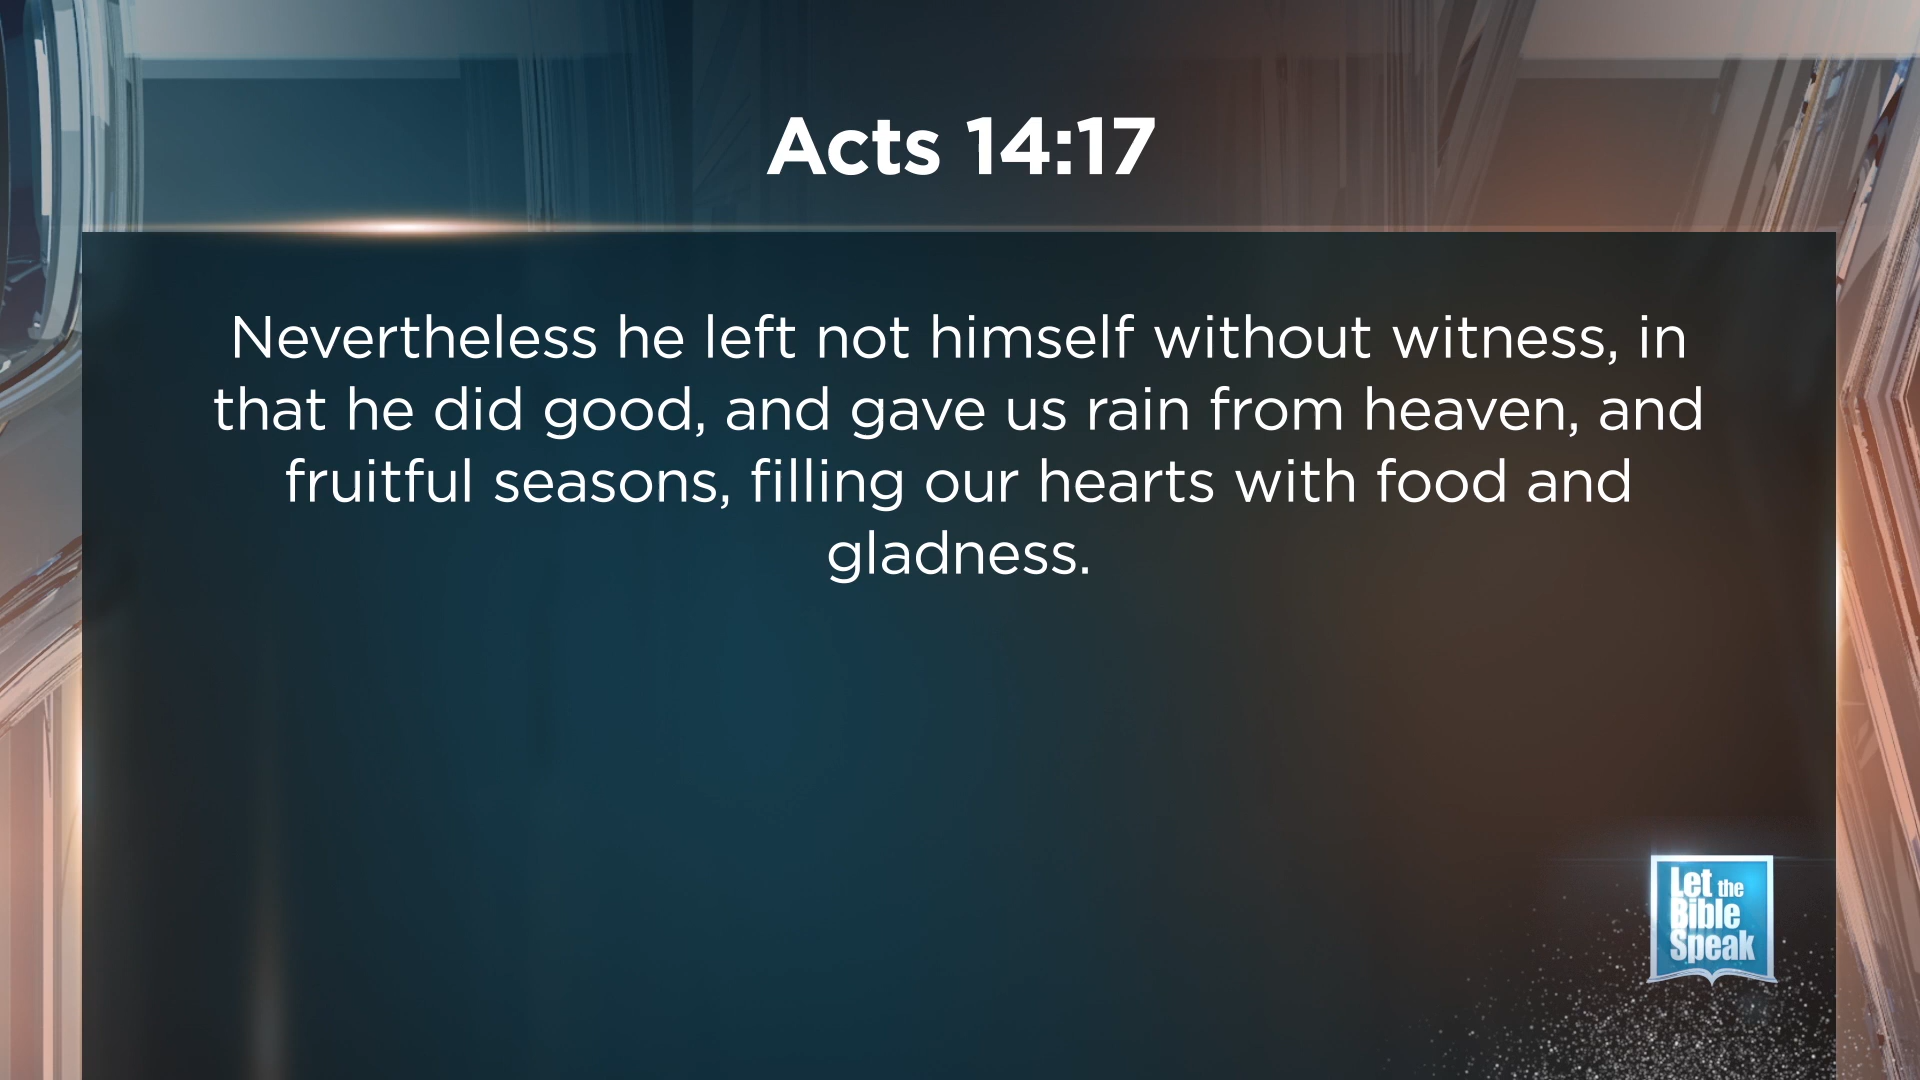 Acts 14:17
Nevertheless he left not himself without witness, in
that he did good, and gave us rain from heaven, and
fruitful seasons, filling our hearts with food and
gladness.
Let the
Bible
Speak